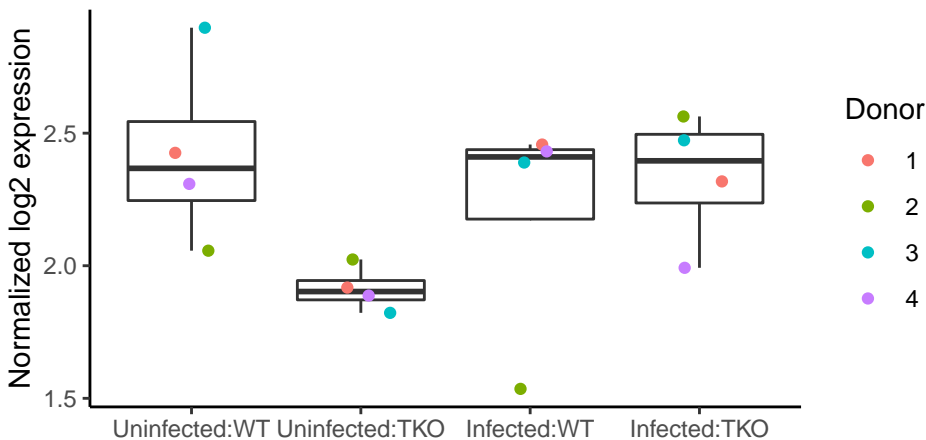 Normalized log2 expression
2.5
2.0
1.5
Uninfected:WT
Uninfected:TKO
Infected:WT
Infected:TKO
Donor
1
2
3
4